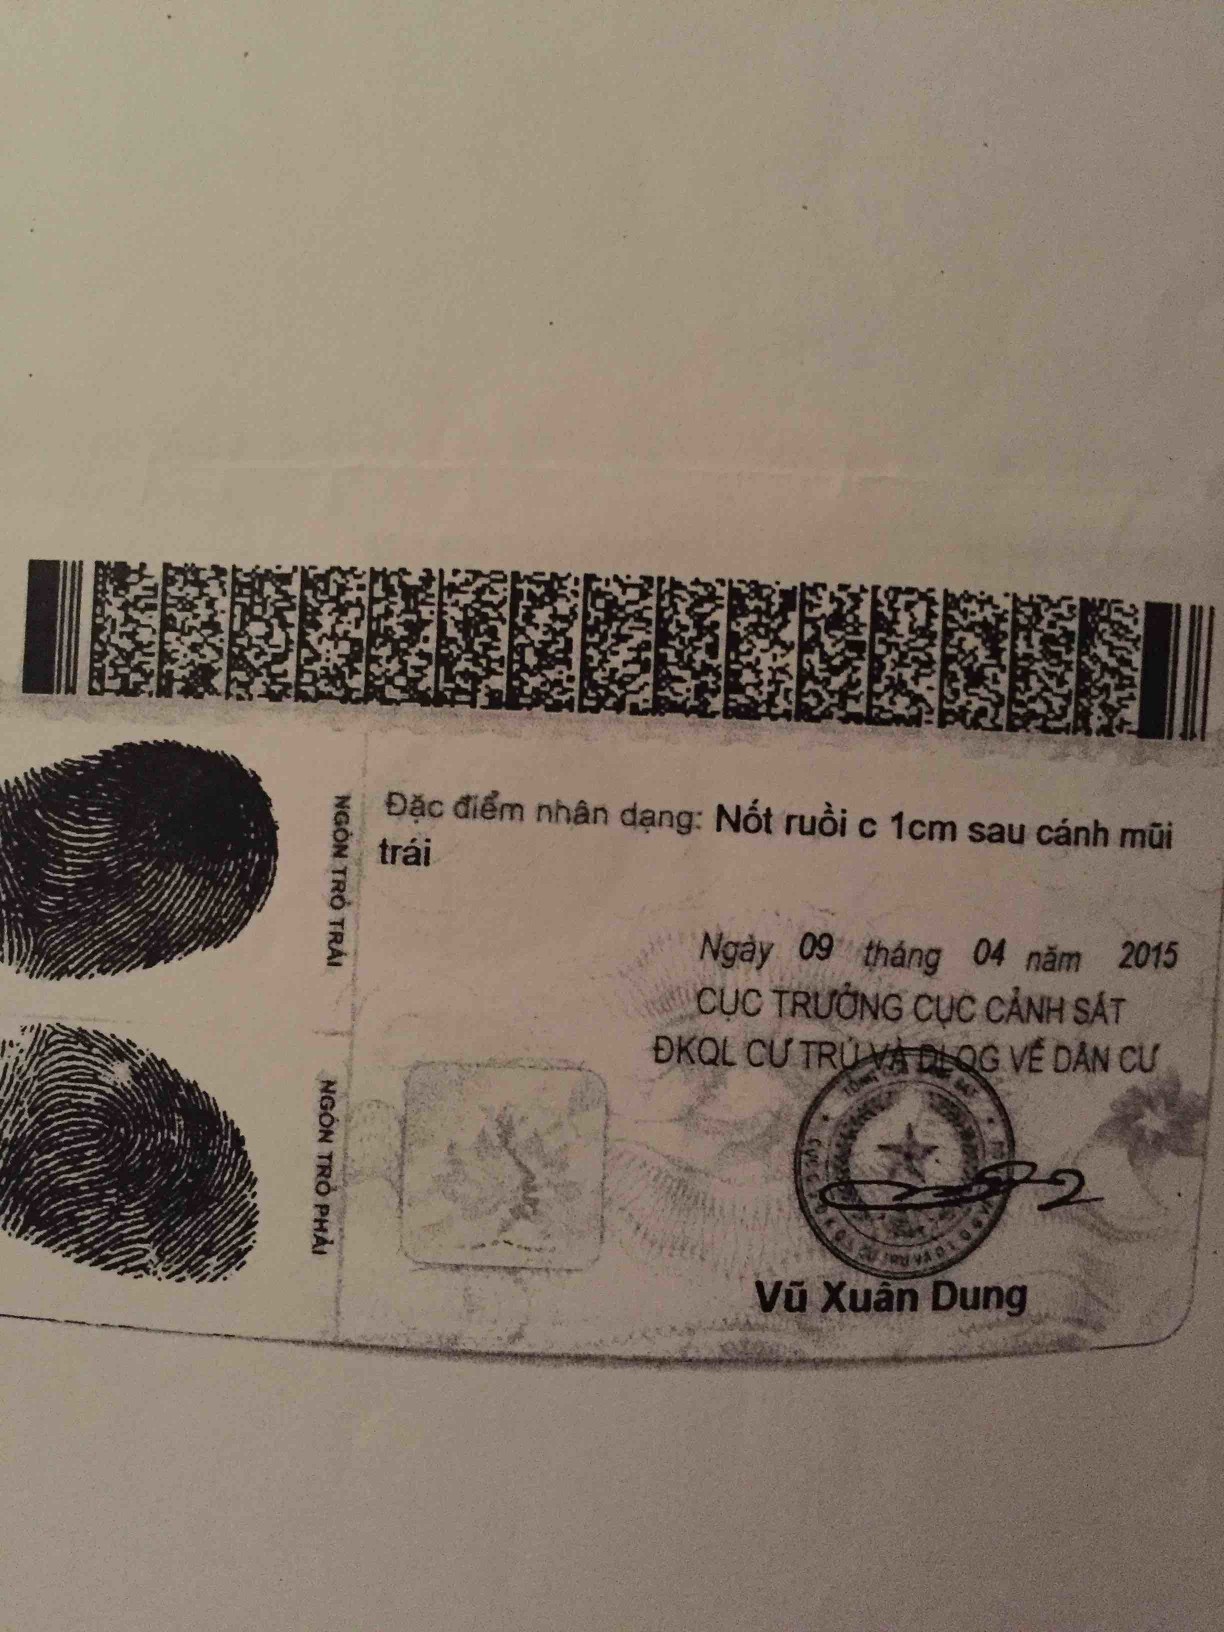 Đặc điểm nhân dạng: Nốt ruồi c 1cm sau cánh mũi
trái
NGÓN TRỎ TRÁI
NGÓN TRỎ PHẢI
Ngày 09 tháng 04 năm 2015
CỤC TRƯỞNG CỤC CẢNH SÁT
ĐKQL CƯ TRÚ VÀ DLQG VỀ DÂN CƯ
Vũ Xuân Dung